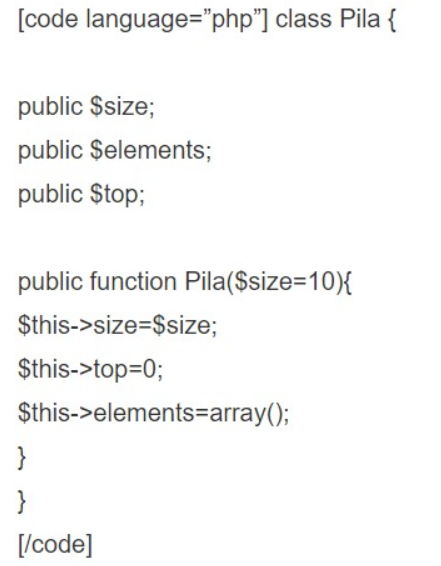 [code language=”php”] class Pila {
public $size;
public $elements;
public $top;
public function Pila($size=10){
$this->size=$size;
$this->top=0;
$this->elements=array();
}
}
[/code]